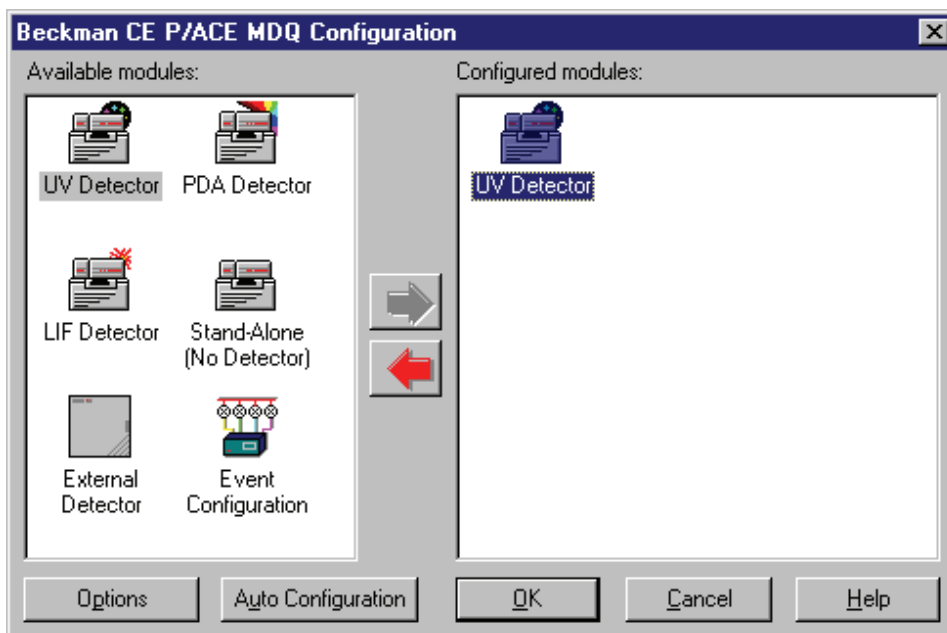 Beckman CE P/ACE MDQ Configuration
Available modules:
Configured modules:
UV Detector
PDA Detector
UV Detector
LIF Detector
Stand-Alone
(No Detector)
External
Detector
Event
Configuration
Options
Auto Configuration
OK
Cancel
Help